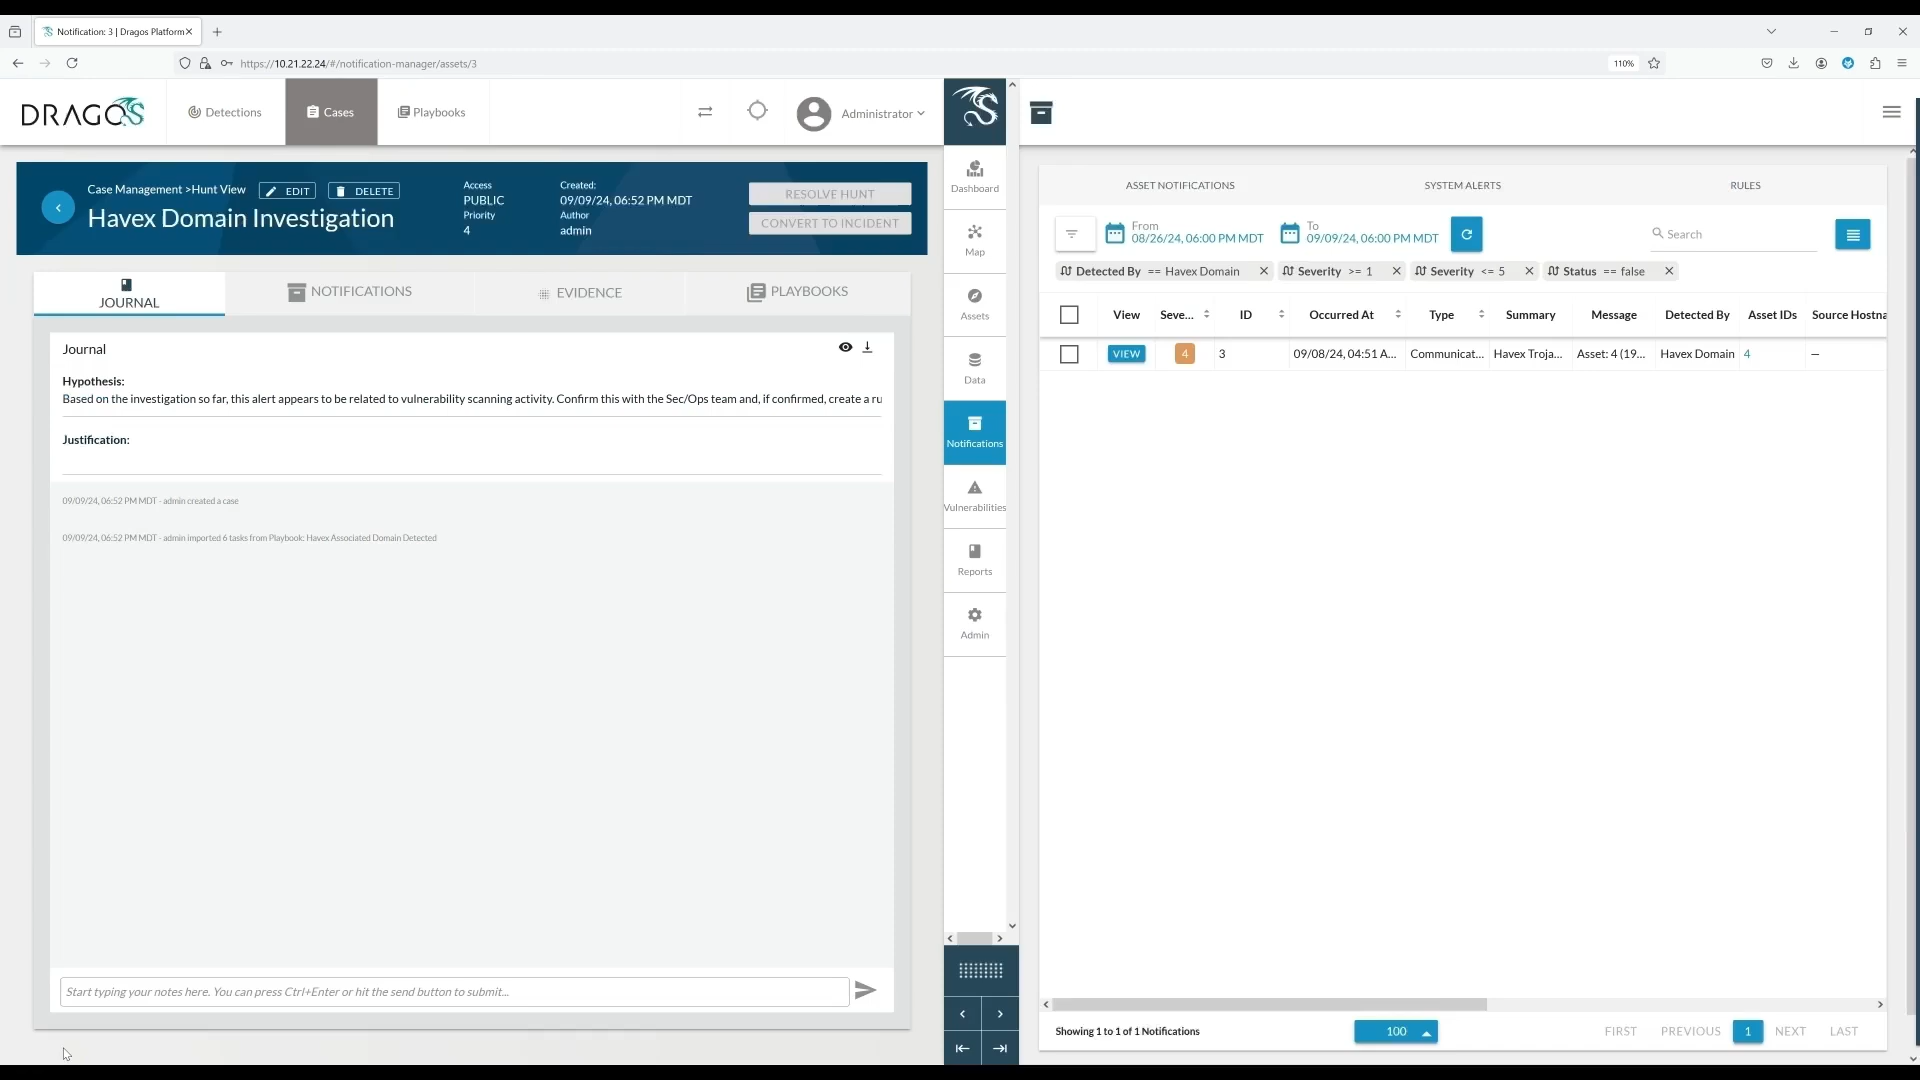 Notification: 3 | Dragos Platform
https://10.21.22.24/#/notification-manager/assets/3
110%
DRAGOS
Detections
Cases
Playbooks
Administrator
Case Management >Hunt View
EDIT
DELETE
Havex Domain Investigation
Access
PUBLIC
Priority
4
Created:
09/09/24, 06:52 PM MDT
Author
admin
RESOLVE HUNT
CONVERT TO INCIDENT
JOURNAL
NOTIFICATIONS
EVIDENCE
PLAYBOOKS
Journal
Hypothesis:
Based on the investigation so far, this alert appears to be related to vulnerability scanning activity. Confirm this with the Sec/Ops team and, if confirmed, create a ru
Justification:
09/09/24, 06:52 PM MDT - admin created a case
09/09/24, 06:52 PM MDT - admin imported 6 tasks from Playbook: Havex Associated Domain Detected
Start typing your notes here. You can press Ctrl+Enter or hit the send button to submit...
Dashboard
Map
Assets
Data
Notifications
Vulnerabilities
Reports
Admin
ASSET NOTIFICATIONS
SYSTEM ALERTS
RULES
From
08/26/24, 06:00 PM MDT
To
09/09/24, 06:00 PM MDT
Search
Detected By == Havex Domain
Severity >= 1
Severity <= 5
Status == false
View Seve... ID Occurred At Type Summary Message Detected By Asset IDs Source Hostna
VIEW 4 3 09/08/24, 04:51 A... Communicat... Havex Troja... Asset: 4 (19... Havex Domain 4 —
Showing 1 to 1 of 1 Notifications
100
FIRST PREVIOUS 1 NEXT LAST